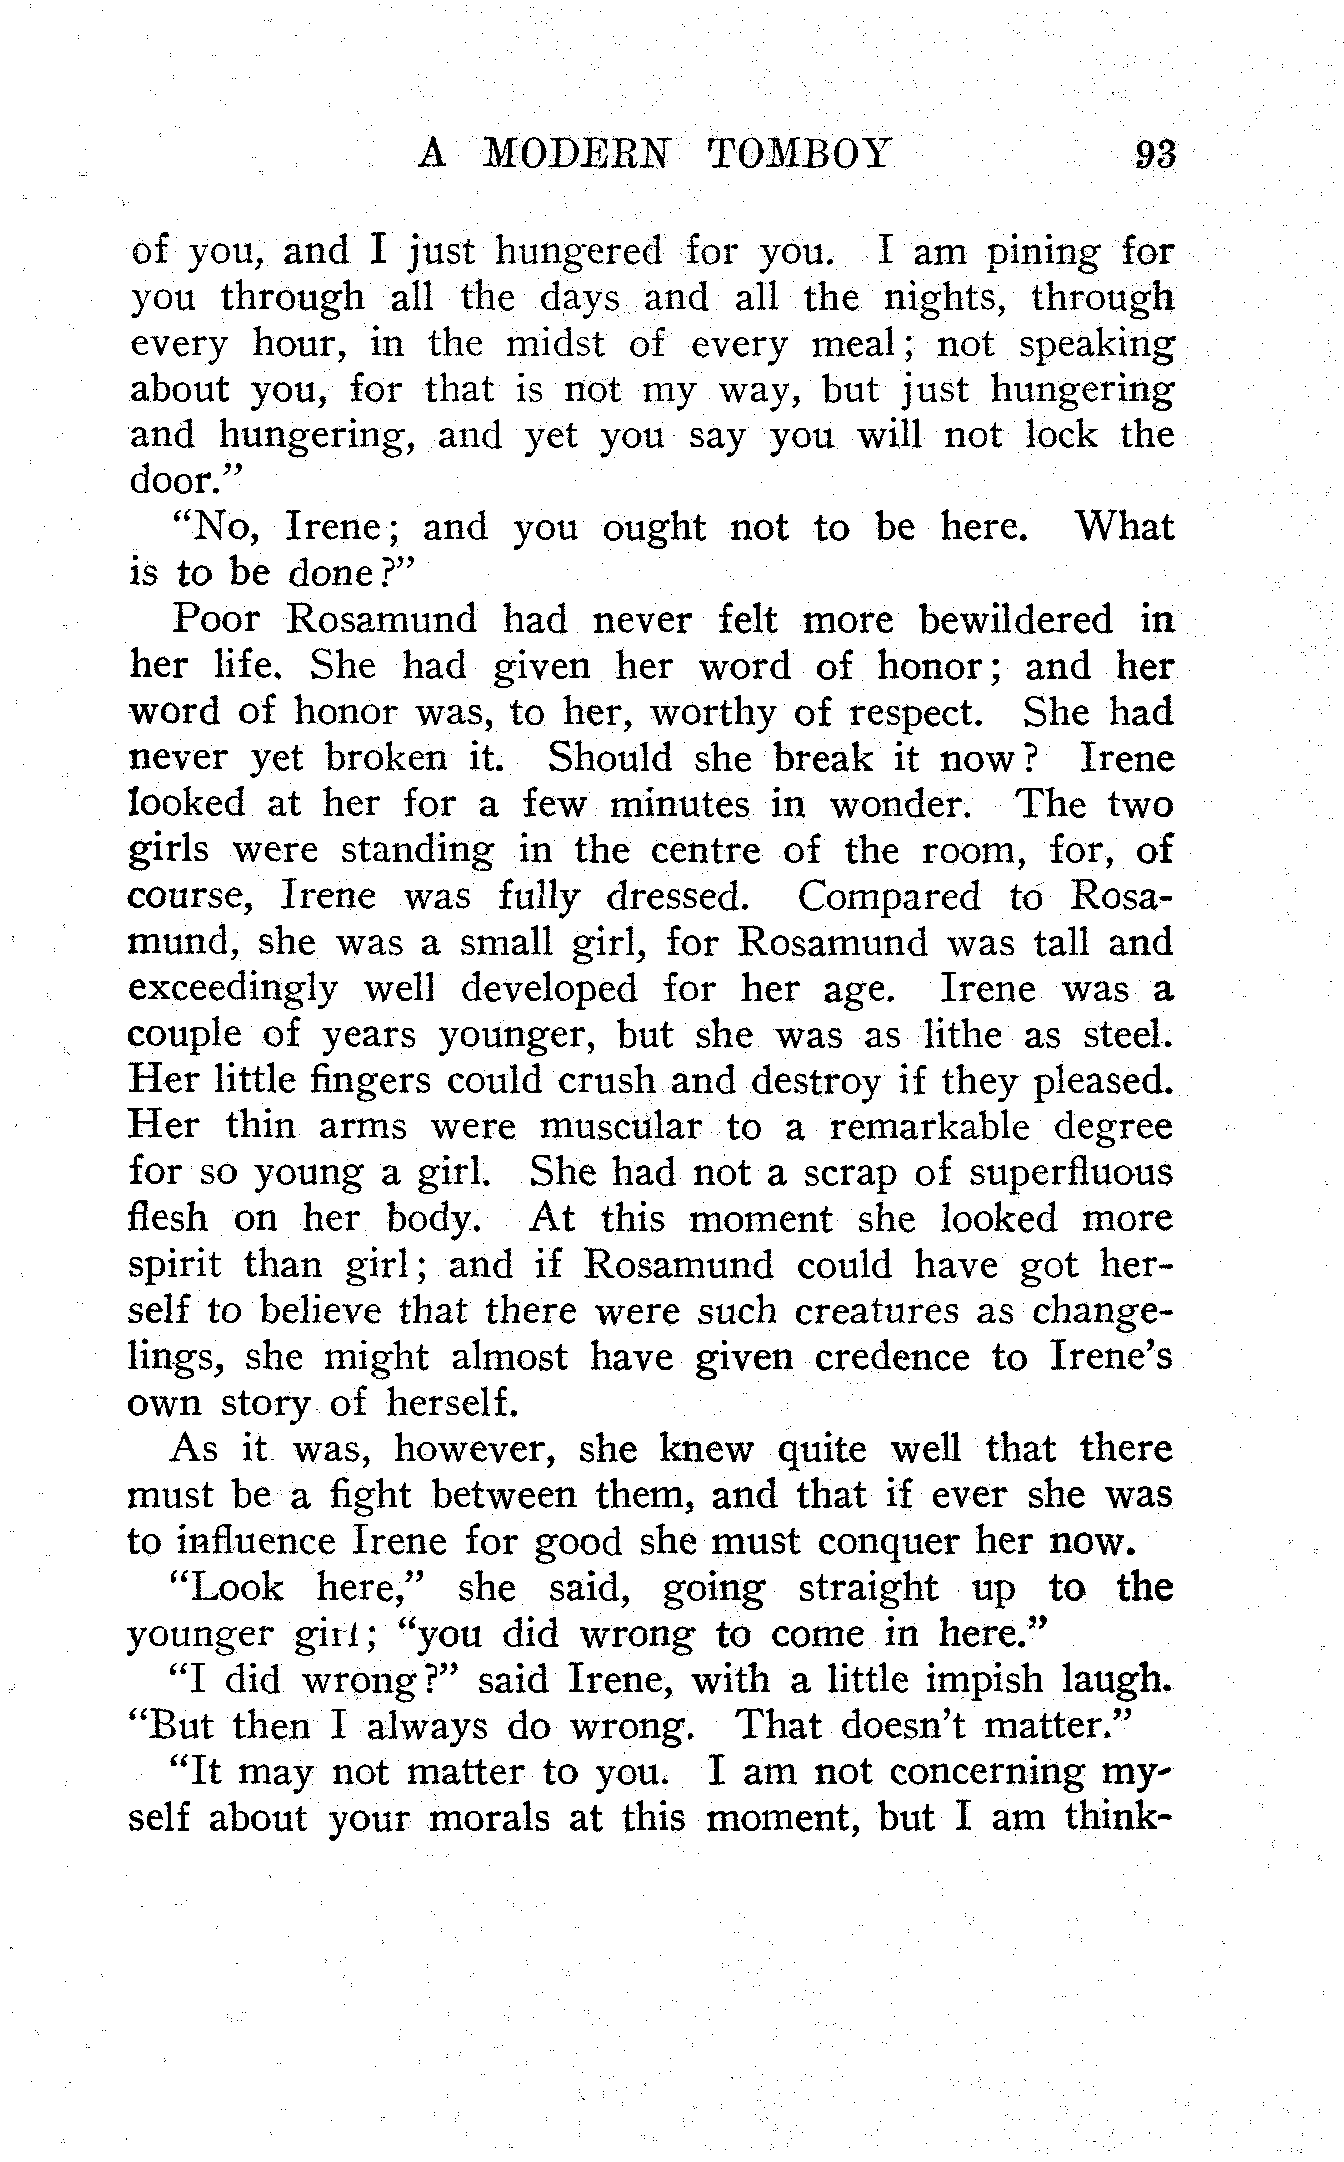 A MODERN TOMBOY 93
of you, and I just hungered for you. I am pining for
you through all the days and all the nights, through
every hour, in the midst of every meal; not speaking
about you, for that is not my way, but just hungering
and hungering, and yet you say you will not lock the
door."
"No, Irene; and you ought not to be here. What
is to be done?"
Poor Rosamund had never felt more bewildered in
her life. She had given her word of honor; and her
word of honor was, to her, worthy of respect. She had
never yet broken it. Should she break it now? Irene
looked at her for a few minutes in wonder. The two
girls were standing in the centre of the room, for, of
course, Irene was fully dressed. Compared to Rosa-
mund, she was a small girl, for Rosamund was tall and
exceedingly well developed for her age. Irene was a
couple of years younger, but she was as lithe as steel.
Her little fingers could crush and destroy if they pleased.
Her thin arms were muscular to a remarkable degree
for so young a girl. She had not a scrap of superfluous
flesh on her body. At this moment she looked more
spirit than girl; and if Rosamund could have got her-
self to believe that there were such creatures as change-
lings, she might almost have given credence to Irene's
own story of herself.
As it was, however, she knew quite well that there
must be a fight between them, and that if ever she was
to influence Irene for good she must conquer her now.
"Look here," she said, going straight up to the
younger girl; "you did wrong to come in here."
"I did wrong?" said Irene, with a little impish laugh.
"But then I always do wrong. That doesn't matter."
"It may not matter to you. I am not concerning my-
self about your morals at this moment, but I am think-